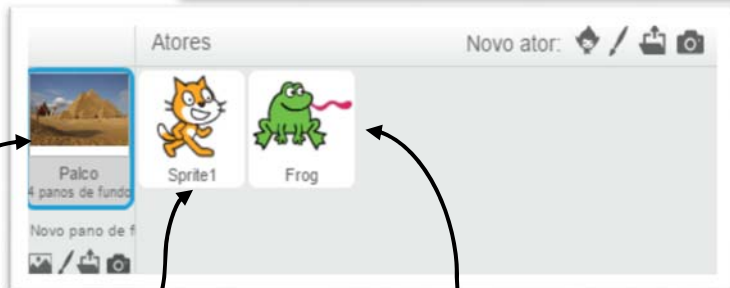 Atores
Novo ator:
Palco
4 panos de fundo
Sprite1
Frog
Novo pano de f